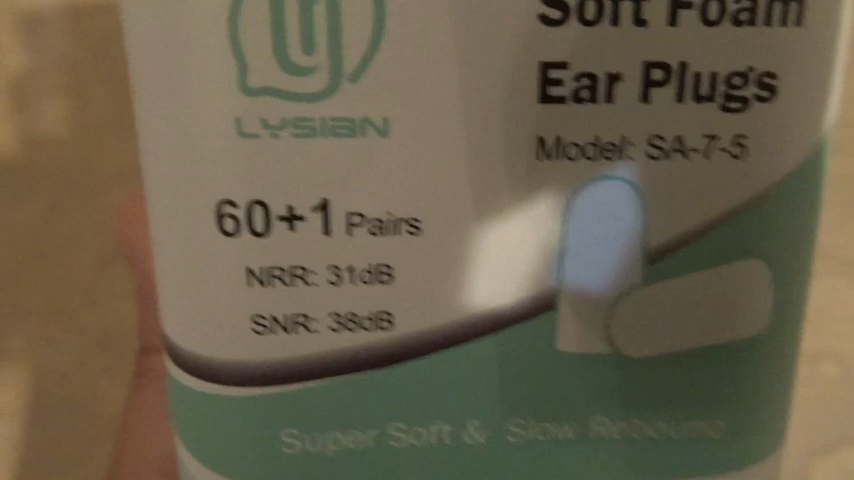 Soft Foam
Ear Plugs
Model: SA-7-5
LYSIAN
60+1 Pairs
NRR: 31dB
SNR: 38dB
Super Soft & Slow Rebound